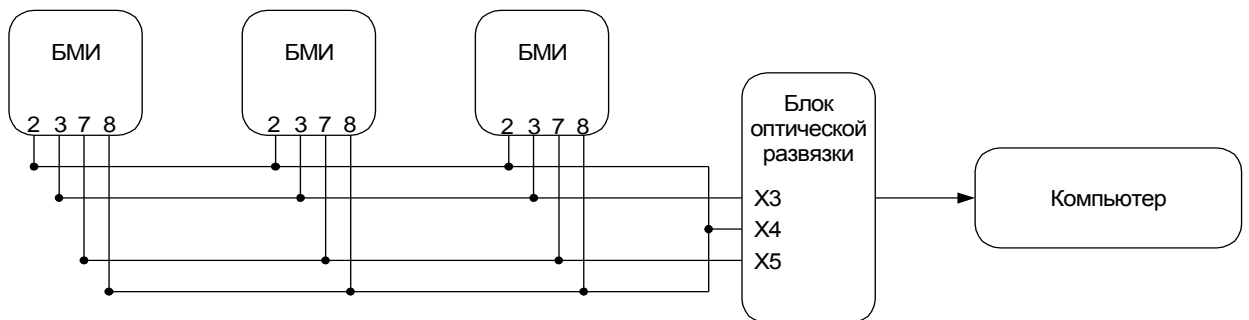 БМИ
БМИ
БМИ
2 3 7 8
2 3 7 8
2 3 7 8
Блок
оптической
развязки
X3
X4
X5
Компьютер